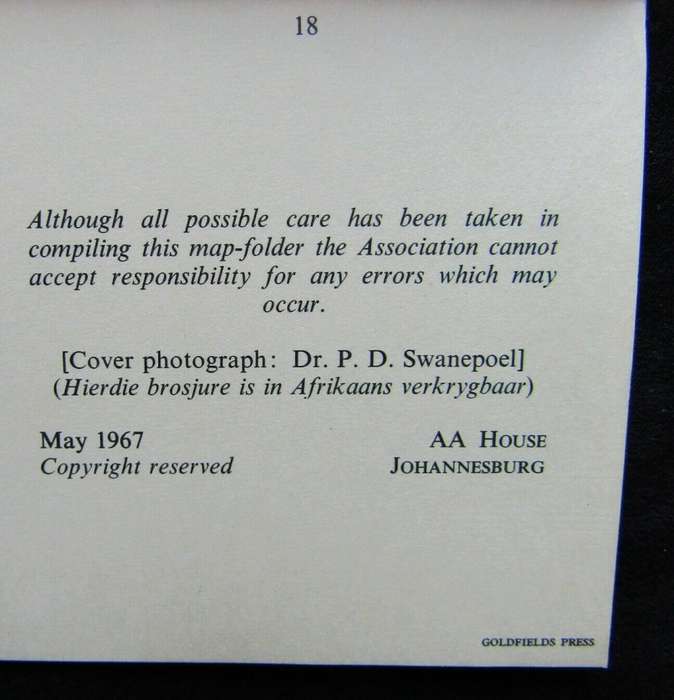 18
Although all possible care has been taken in
compiling this map-folder the Association cannot
accept responsibility for any errors which may
occur.
[Cover photograph: Dr. P. D. Swanepoel]
(Hierdie brosjure is in Afrikaans verkrygbaar)
May 1967 AA HOUSE
Copyright reserved JOHANNESBURG
GOLDFIELDS PRESS